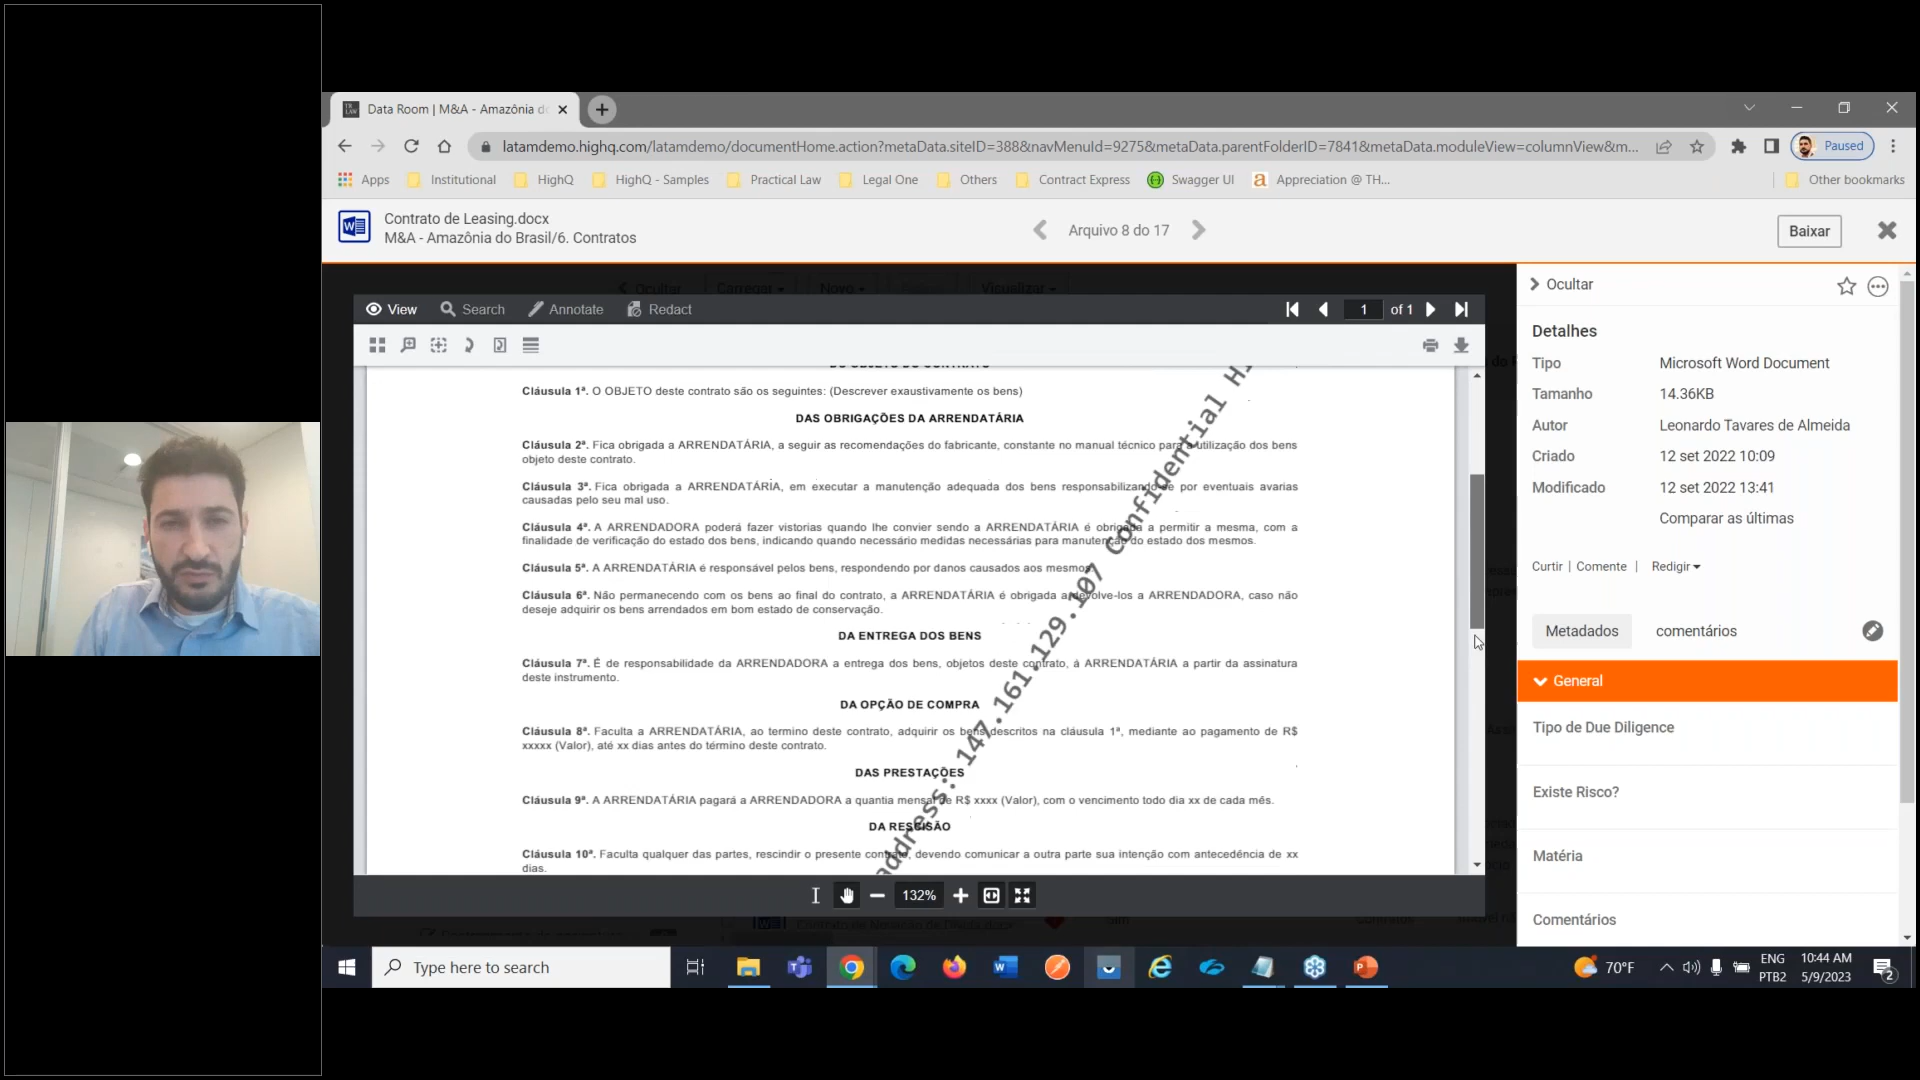 Data Room | M&A - Amazônia do
latamdemo.highq.com/latamdemo/documentHome.action?metaData.siteID=388&navMenuId=9275&metaData.parentFolderID=7841&metaData.moduleView=columnView&m...
Paused
Apps
Institutional
HighQ
HighQ - Samples
Practical Law
Legal One
Others
Contract Express
Swagger UI
Appreciation @ TH...
Other bookmarks
Contrato de Leasing.docx
M&A - Amazônia do Brasil/6. Contratos
Arquivo 8 do 17
Baixar
Ocultar
Carregar
Novo
Visualizar
View
Search
Annotate
Redact
1 of 1
DO OBJETO DO CONTRATO
Cláusula 1ª. O OBJETO deste contrato são os seguintes: (Descrever exaustivamente os bens)
DAS OBRIGAÇÕES DA ARRENDATÁRIA
Cláusula 2ª. Fica obrigada a ARRENDATÁRIA, a seguir as recomendações do fabricante, constante no manual técnico para a utilização dos bens
objeto deste contrato.
Cláusula 3ª. Fica obrigada a ARRENDATÁRIA, em executar a manutenção adequada dos bens responsabilizando-se por eventuais avarias
causadas pelo seu mal uso.
Cláusula 4ª. A ARRENDADORA poderá fazer vistorias quando lhe convier sendo a ARRENDATÁRIA é obrigada a permitir a mesma, com a
finalidade de verificação do estado dos bens, indicando quando necessário medidas necessárias para manutenção do estado dos mesmos.
Cláusula 5ª. A ARRENDATÁRIA é responsável pelos bens, respondendo por danos causados aos mesmos.
Cláusula 6ª. Não permanecendo com os bens ao final do contrato, a ARRENDATÁRIA é obrigada a devolve-los a ARRENDADORA, caso não
deseje adquirir os bens arrendados em bom estado de conservação.
DA ENTREGA DOS BENS
Cláusula 7ª. É de responsabilidade da ARRENDADORA a entrega dos bens, objetos deste contrato, á ARRENDATÁRIA a partir da assinatura
deste instrumento.
DA OPÇÃO DE COMPRA
Cláusula 8ª. Faculta a ARRENDATÁRIA, ao termino deste contrato, adquirir os bens descritos na cláusula 1ª, mediante ao pagamento de R$
xxxxx (Valor), até xx dias antes do término deste contrato.
DAS PRESTAÇÕES
Cláusula 9ª. A ARRENDATÁRIA pagará a ARRENDADORA a quantia mensal de R$ xxxx (Valor), com o vencimento todo dia xx de cada mês.
DA RESCISÃO
Cláusula 10ª. Faculta qualquer das partes, rescindir o presente contrato, devendo comunicar a outra parte sua intenção com antecedência de xx
dias.
address: 147.161.129.107 Confidential H
132%
Ocultar
Detalhes
Tipo Microsoft Word Document
Tamanho 14.36KB
Autor Leonardo Tavares de Almeida
Criado 12 set 2022 10:09
Modificado 12 set 2022 13:41
Comparar as últimas
Curtir | Comente | Redigir
Metadados comentários
General
Tipo de Due Diligence
Existe Risco?
Matéria
Comentários
Type here to search
70°F
ENG
PTB2
10:44 AM
5/9/2023
2